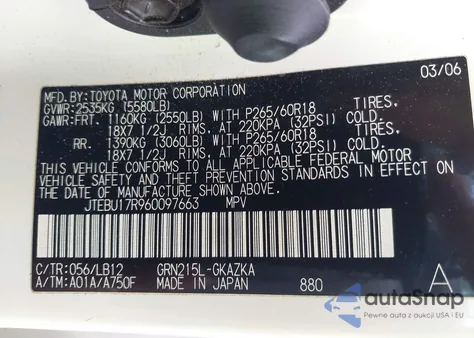 03/06
MFD. BY: TOYOTA MOTOR CORPORATION
GVWR: 2535KG (5580LB)
GAWR: FRT. 1160KG (2550LB) WITH P265/60R18 TIRES,
18X7 1/2J RIMS, AT 220KPA (32PSI) COLD.
RR. 1390KG (3060LB) WITH P265/60R18 TIRES,
18X7 1/2J RIMS, AT 220KPA (32PSI) COLD.
THIS VEHICLE CONFORMS TO ALL APPLICABLE FEDERAL MOTOR
VEHICLE SAFETY AND THEFT PREVENTION STANDARDS IN EFFECT ON
THE DATE OF MANUFACTURE SHOWN ABOVE.
JTEBU17R960097663 MPV
C/TR: 056/LB12 GRN215L-GKAZKA
A/TM: A01A/A750F MADE IN JAPAN 880 A
autoSnap
Pewne auta z USA i EU